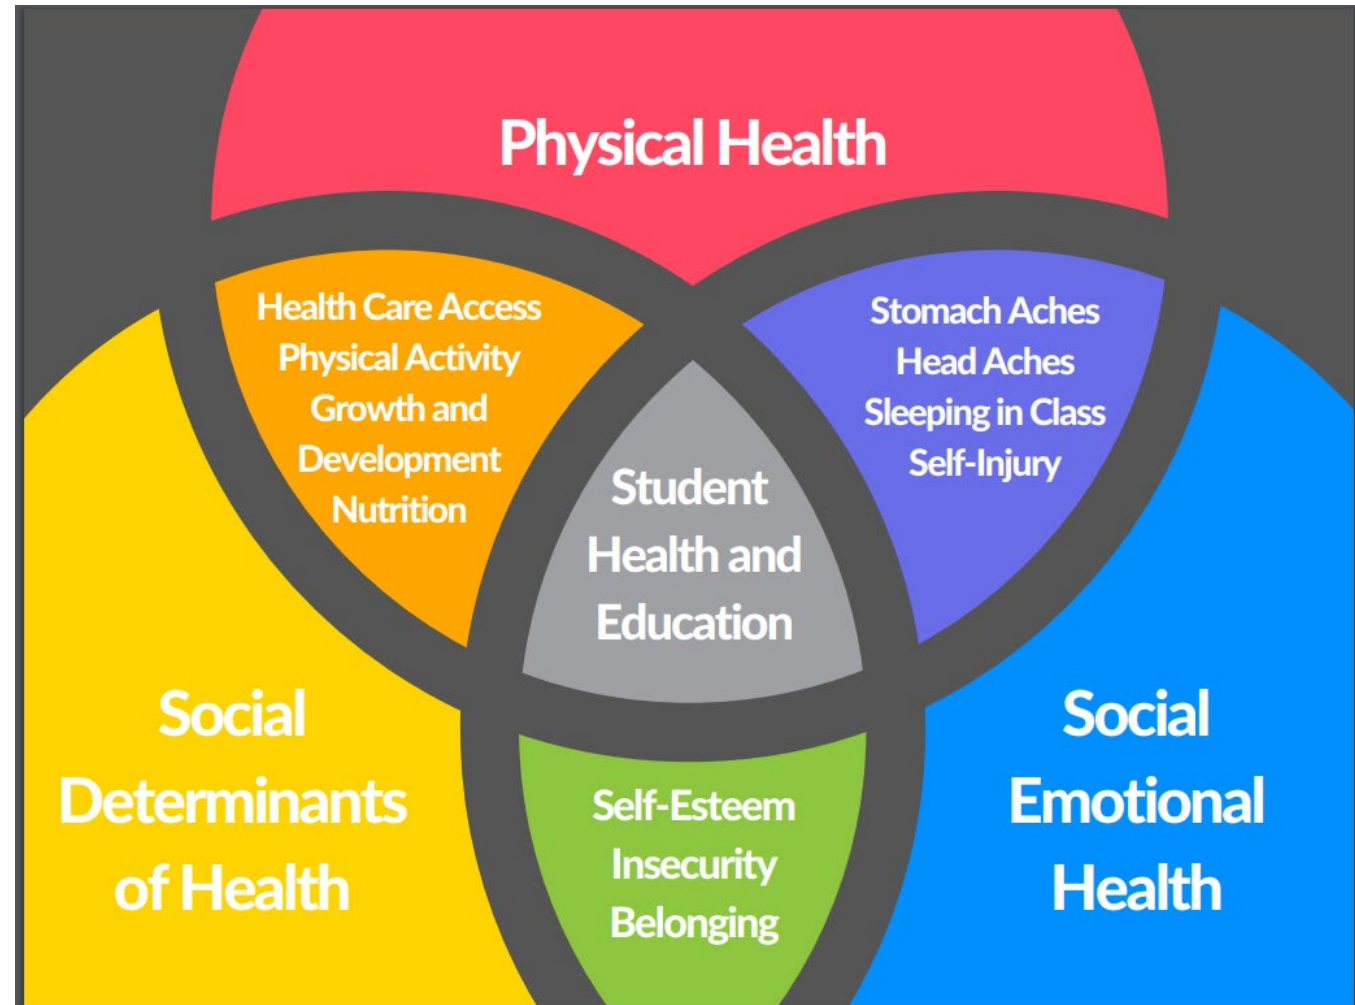 Physical Health
Health Care Access
Physical Activity
Growth and
Development
Nutrition
Stomach Aches
Head Aches
Sleeping in Class
Self-Injury
Student
Health and
Education
Social
Determinants
of Health
Self-Esteem
Insecurity
Belonging
Social
Emotional
Health